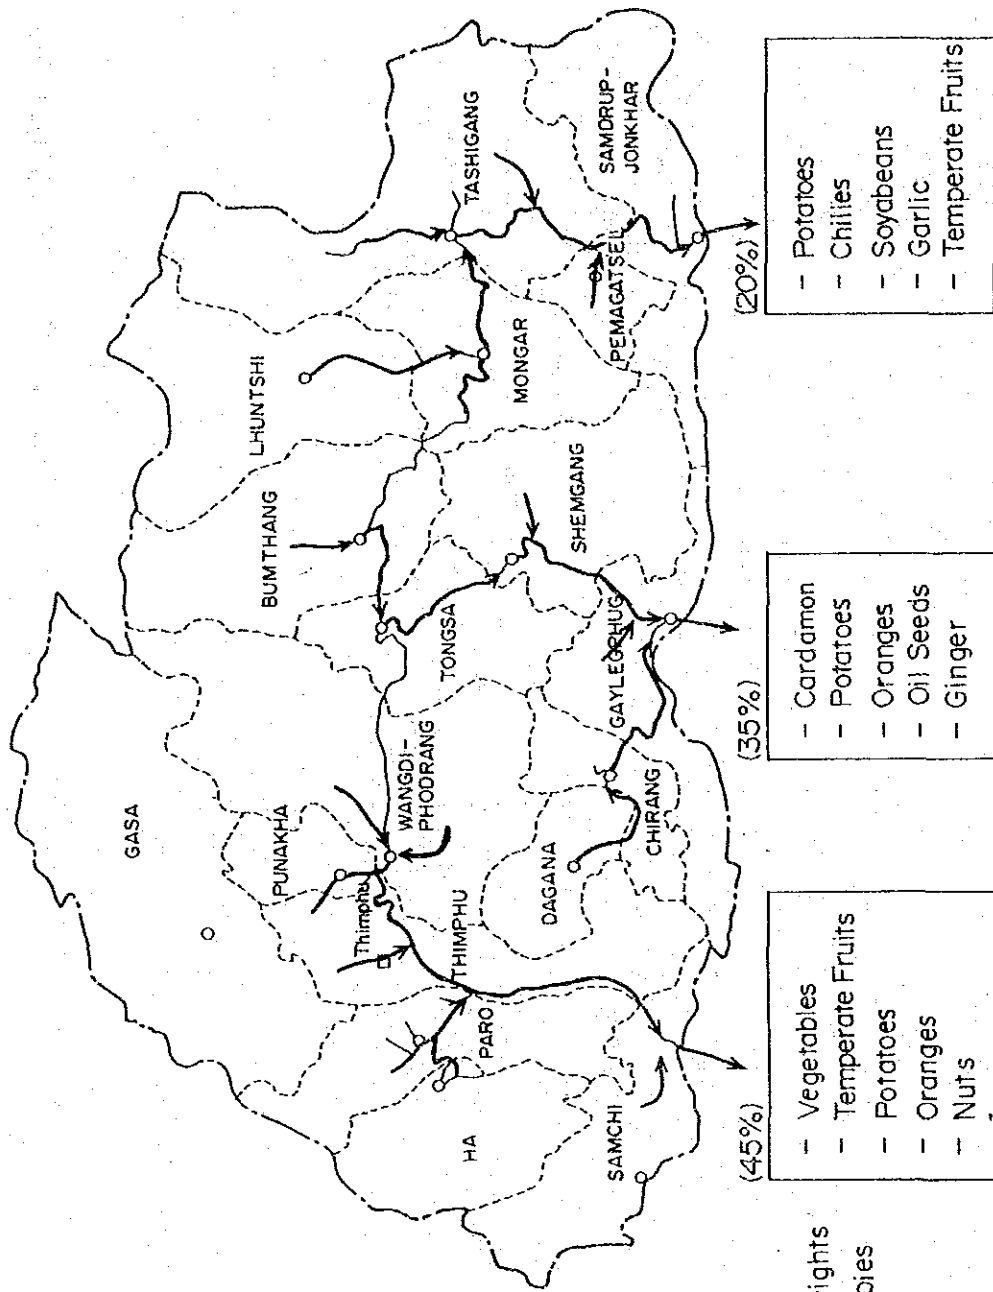 GASA
LHUNTSHI
BUMTHANG
PUNAKHA
TASHIGANG
Thimphu
WANGDI-
PHODRANG
THIMPHU
TONGSA
MONGAR
SAMDRUP-
JONKHAR
HA
PARO
DAGANA
SHEMGANG
PEMAGATSEL
SAMCHI
CHIRANG
GAYLEGPHUG
(45%)
- Vegetables
- Temperate Fruits
- Potatoes
- Oranges
- Nuts
(35%)
- Cardamon
- Potatoes
- Oranges
- Oil Seeds
- Ginger
(20%)
- Potatoes
- Chilies
- Soyabeans
- Garlic
- Temperate Fruits